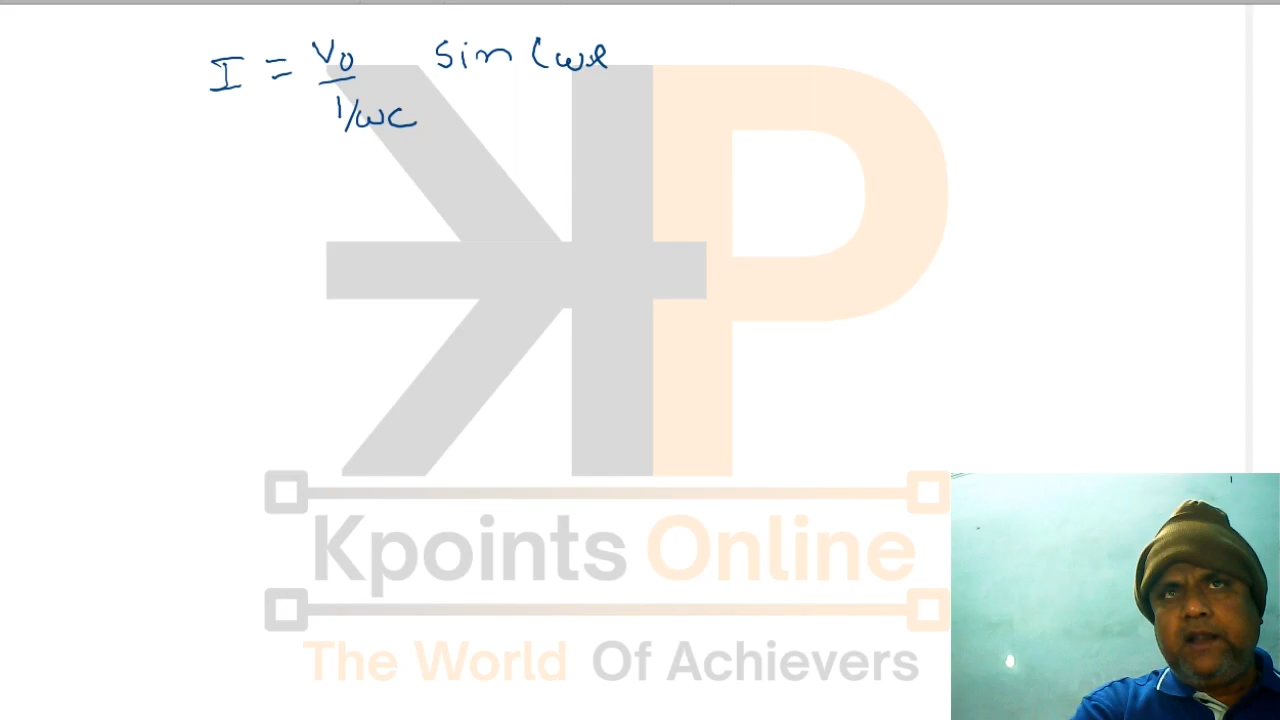 I = V0 / 1/ωC sin(ωt
Kpoints Online
The World Of Achievers